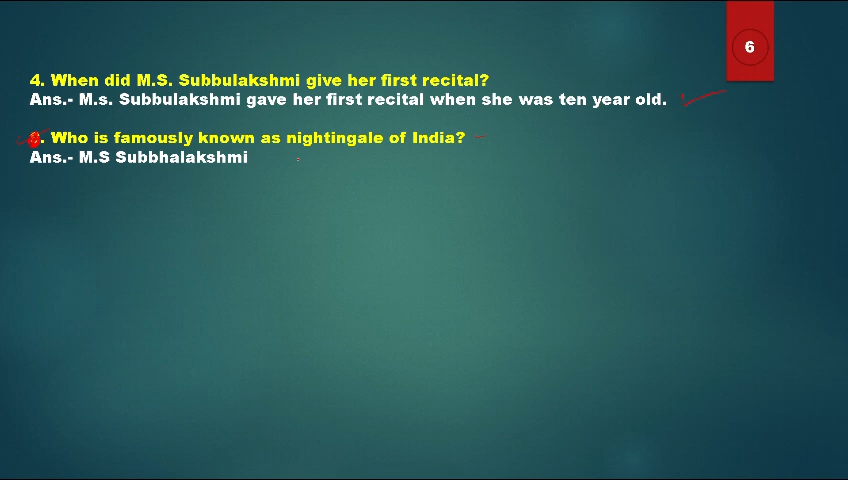 6
4. When did M.S. Subbulakshmi give her first recital?
Ans.- M.s. Subbulakshmi gave her first recital when she was ten year old.
. Who is famously known as nightingale of India?
Ans.- M.S Subbhalakshmi